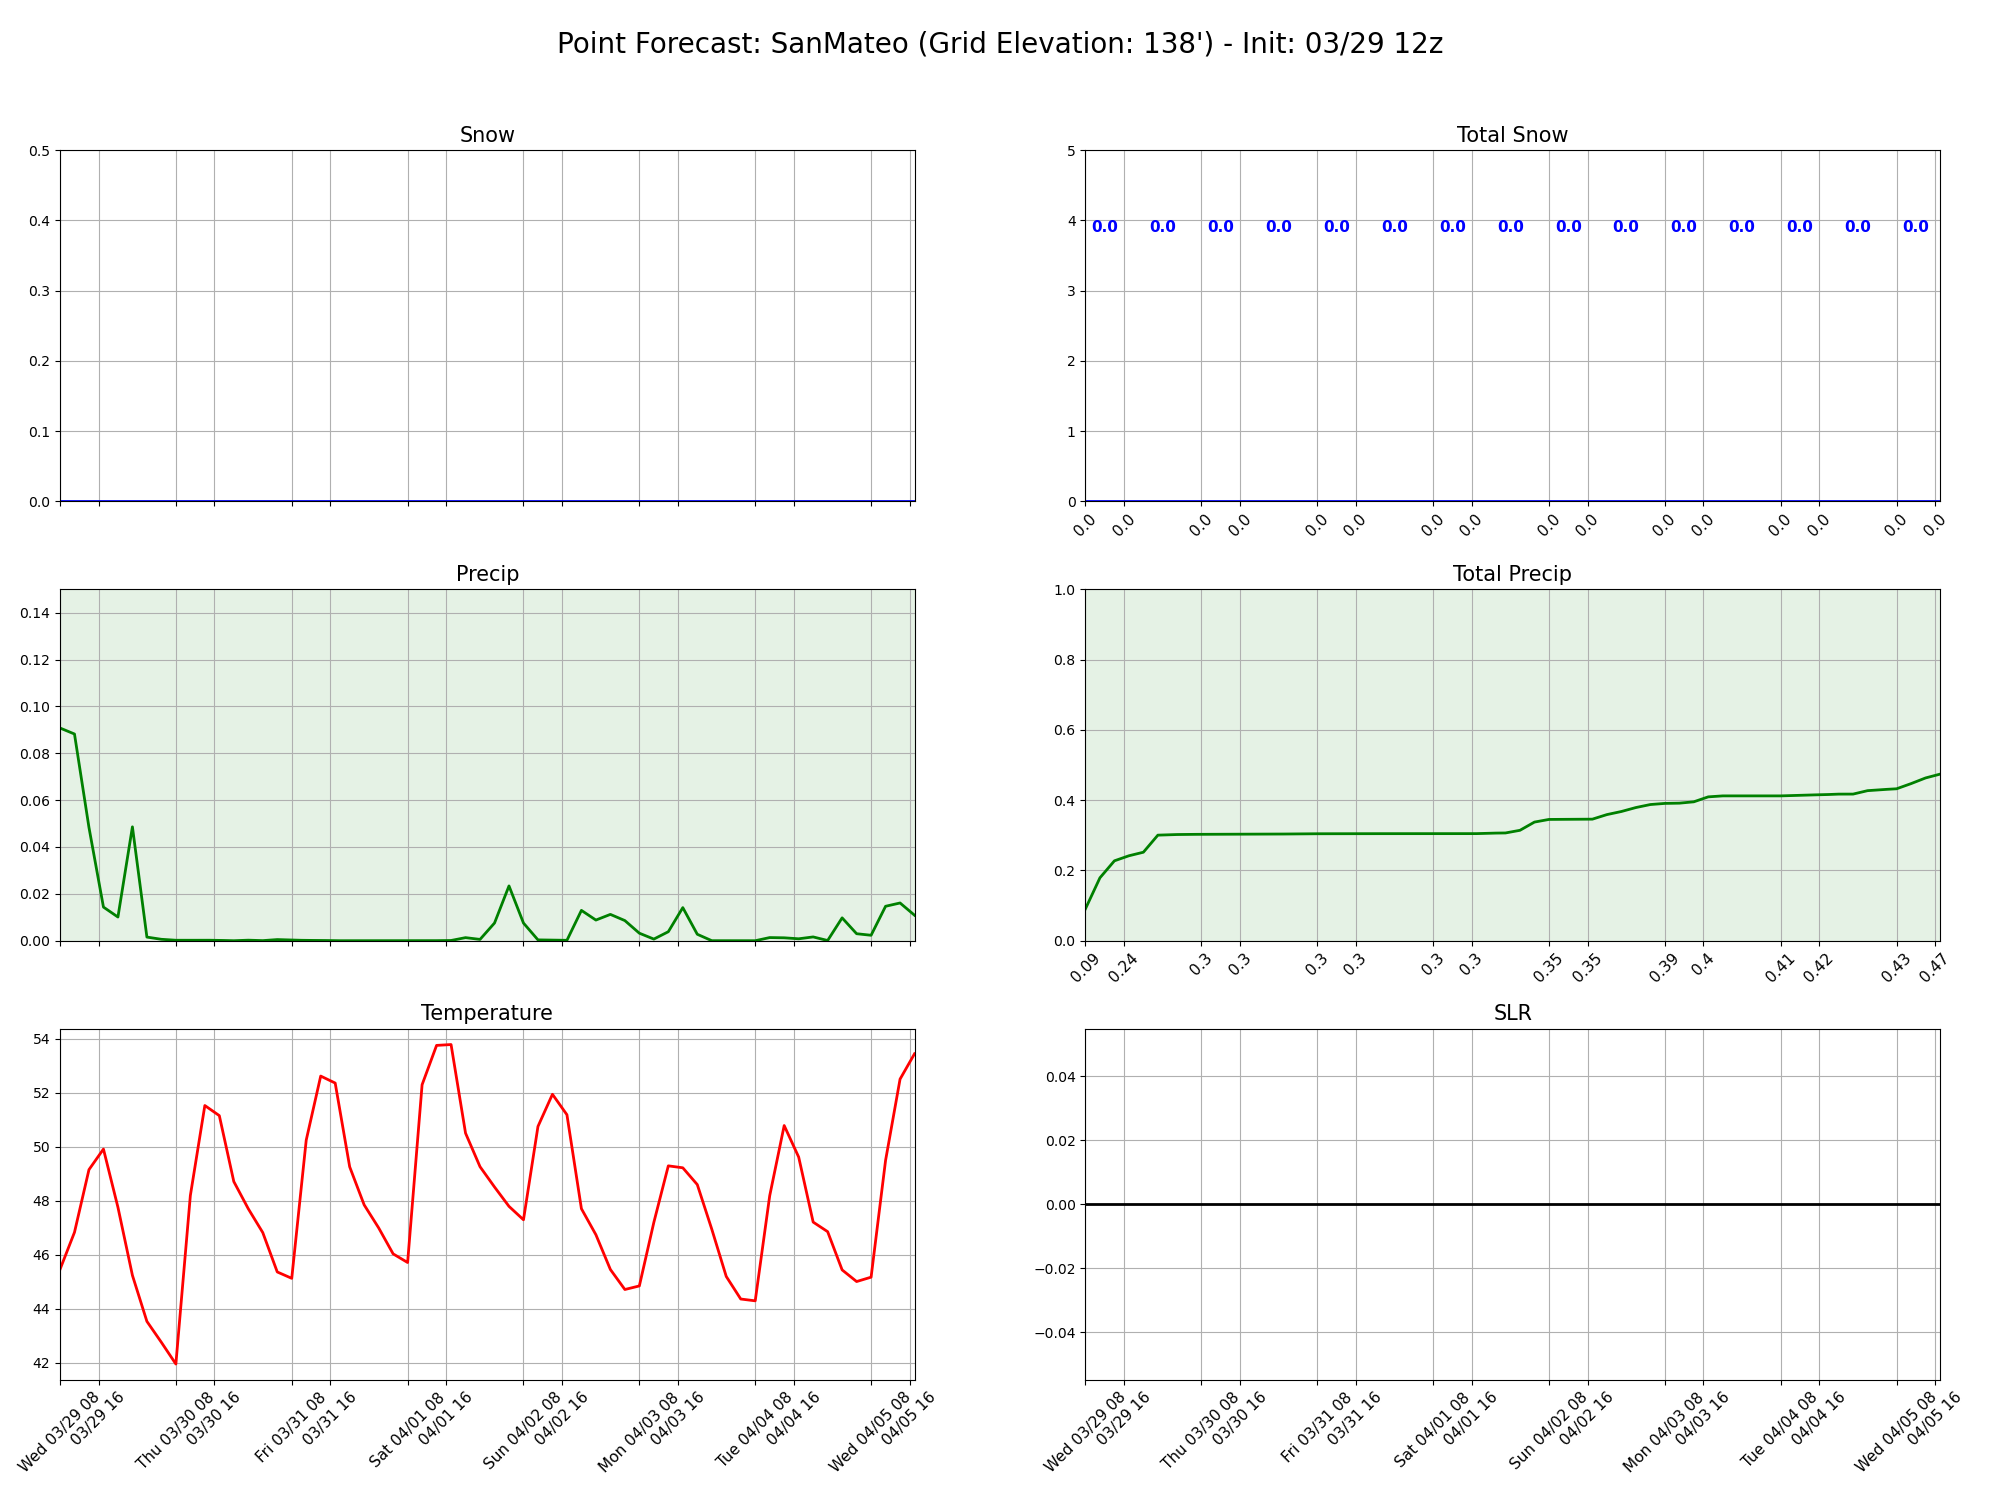 Point Forecast: SanMateo (Grid Elevation: 138') - Init: 03/29 12z
Snow
0.5
0.4
0.3
0.2
0.1
0.0
Total Snow
5
4
3
2
1
0
0.0 0.0 0.0 0.0 0.0 0.0 0.0 0.0 0.0 0.0 0.0 0.0 0.0 0.0 0.0
0.0 0.0 0.0 0.0 0.0 0.0 0.0 0.0 0.0 0.0 0.0 0.0 0.0 0.0 0.0 0.0
Precip
0.14
0.12
0.10
0.08
0.06
0.04
0.02
0.00
Total Precip
1.0
0.8
0.6
0.4
0.2
0.0
0.09 0.24 0.3 0.3 0.3 0.3 0.3 0.3 0.35 0.35 0.39 0.4 0.41 0.42 0.43 0.47
Temperature
54
52
50
48
46
44
42
Wed 03/29 08
03/29 16
Thu 03/30 08
03/30 16
Fri 03/31 08
03/31 16
Sat 04/01 08
04/01 16
Sun 04/02 08
04/02 16
Mon 04/03 08
04/03 16
Tue 04/04 08
04/04 16
Wed 04/05 08
04/05 16
SLR
0.04
0.02
0.00
−0.02
−0.04
Wed 03/29 08
03/29 16
Thu 03/30 08
03/30 16
Fri 03/31 08
03/31 16
Sat 04/01 08
04/01 16
Sun 04/02 08
04/02 16
Mon 04/03 08
04/03 16
Tue 04/04 08
04/04 16
Wed 04/05 08
04/05 16